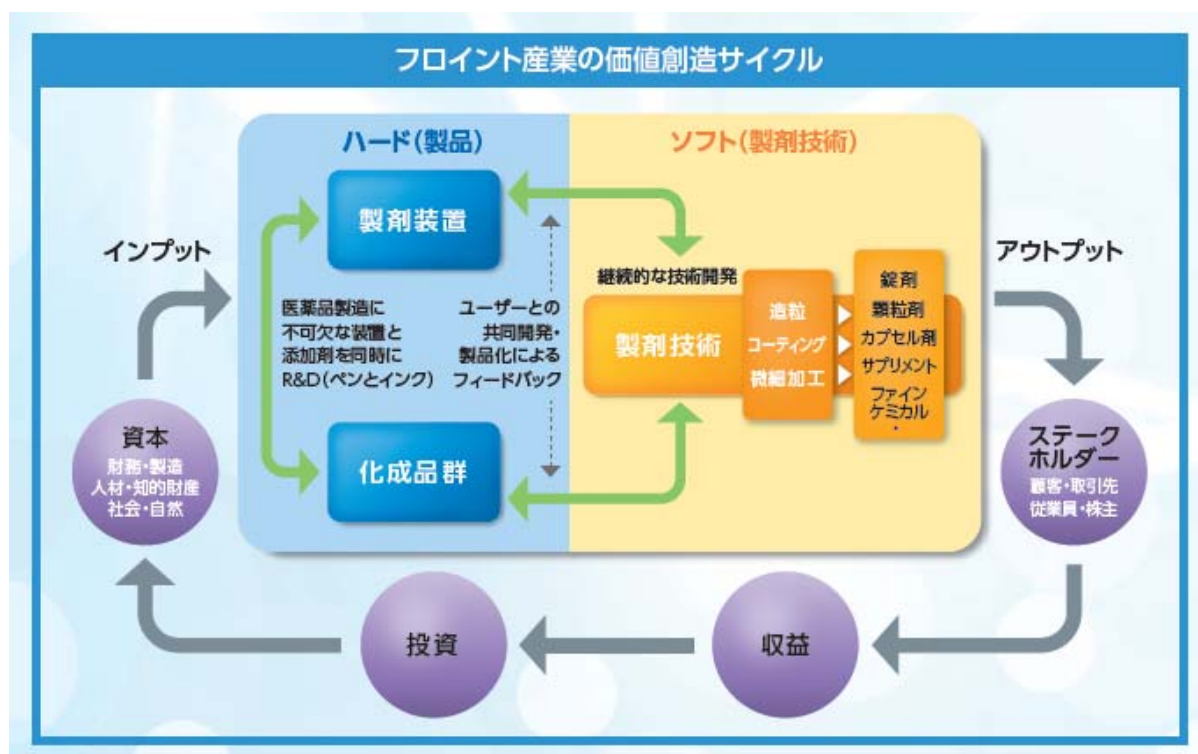 フロイント産業の価値創造サイクル
ハード(製品)
ソフト(製剤技術)
製剤装置
インプット
アウトプット
医薬品製造に
不可欠な装置と
添加剤を同時に
R&D(ペンとインク)
ユーザーとの
共同開発・
製品化による
フィードバック
継続的な技術開発
製剤技術
造粒
コーティング
微細加工
錠剤
顆粒剤
カプセル剤
サプリメント
ファイン
ケミカル
・
化成品群
資本
財務・製造
人材・知的財産
社会・自然
ステーク
ホルダー
顧客・取引先
従業員・株主
投資
収益